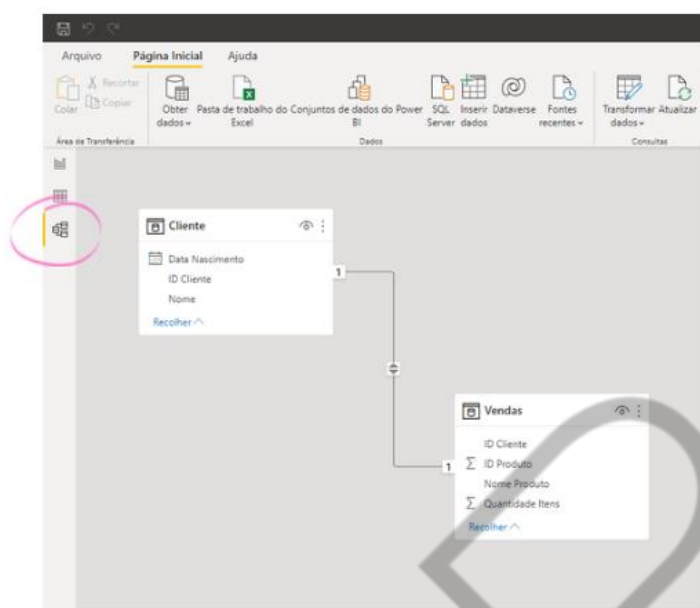 Arquivo Página Inicial Ajuda
Colar
Recortar
Copiar
Área de Transferência
Obter dados
Pasta de trabalho do Excel
Conjuntos de dados do Power BI
SQL Server
Inserir dados
Dataverse
Fontes recentes
Dados
Transformar dados
Atualizar
Consultas
Cliente
Data Nascimento
ID Cliente
Nome
Recolher
1
1
Vendas
ID Cliente
Σ ID Produto
Nome Produto
Σ Quantidade Itens
Recolher